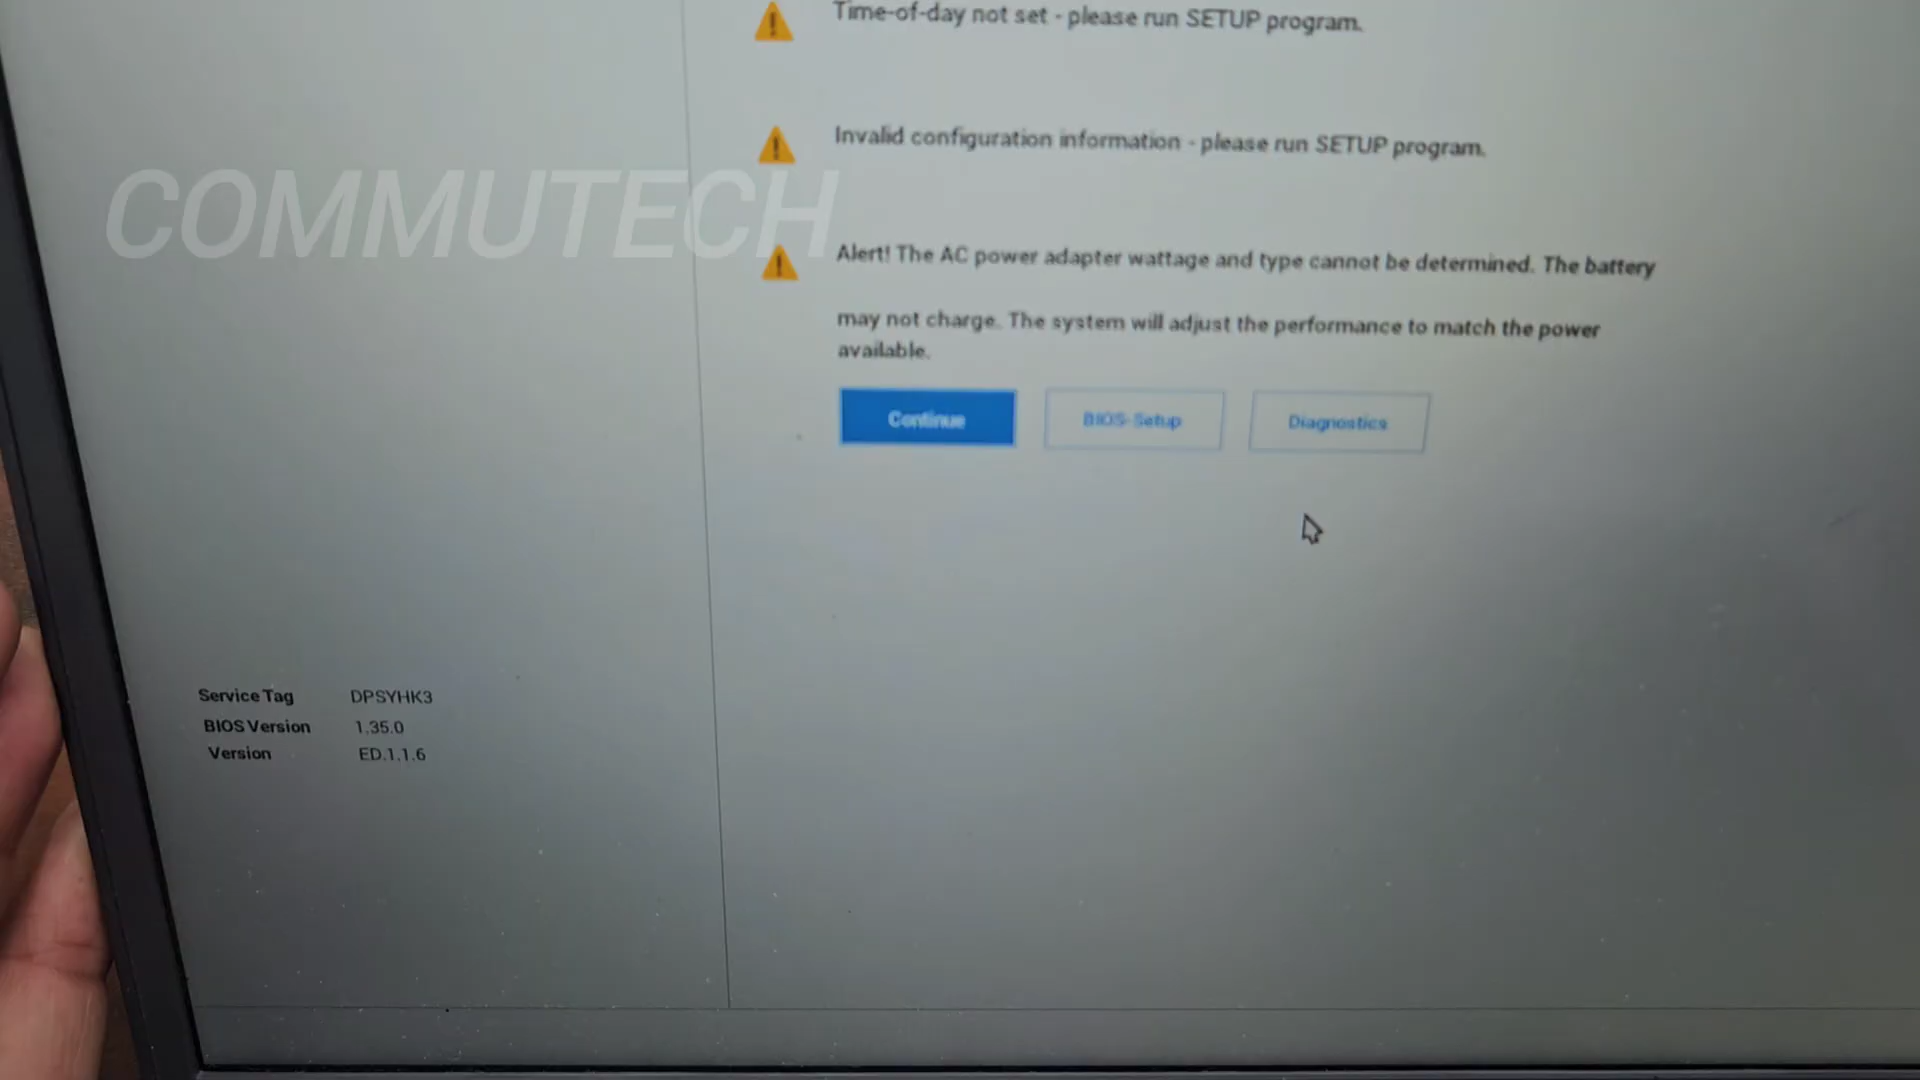 Time-of-day not set - please run SETUP program.
Invalid configuration information - please run SETUP program.
COMMUTECH
Alert! The AC power adapter wattage and type cannot be determined. The battery
may not charge. The system will adjust the performance to match the power
available.
Continue
BIOS-Setup
Diagnostics
Service Tag DPSYHK3
BIOS Version 1.35.0
Version ED.1.1.6